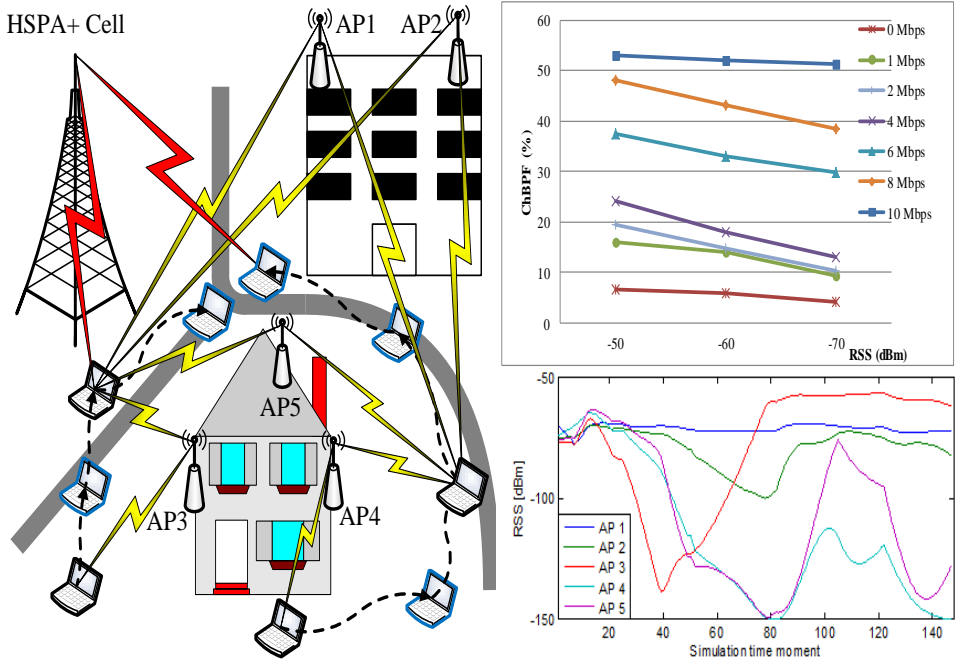 HSPA+ Cell
AP1
AP2
AP5
AP3
AP4
ChBPF (%)
60
50
40
30
20
10
0
-50
-60
-70
RSS (dBm)
0 Mbps
1 Mbps
2 Mbps
4 Mbps
6 Mbps
8 Mbps
10 Mbps
RSS [dBm]
-50
-100
-150
AP 1
AP 2
AP 3
AP 4
AP 5
20
40
60
80
100
120
140
Simulation time moment